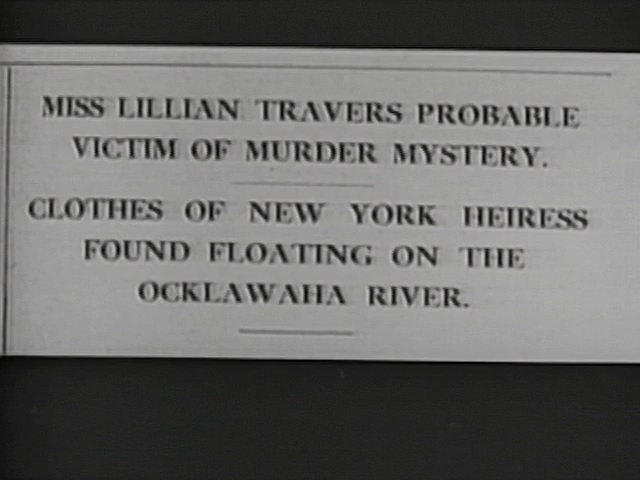 MISS LILLIAN TRAVERS PROBABLE
VICTIM OF MURDER MYSTERY.
CLOTHES OF NEW YORK HEIRESS
FOUND FLOATING ON THE
OCKLAWAHA RIVER.